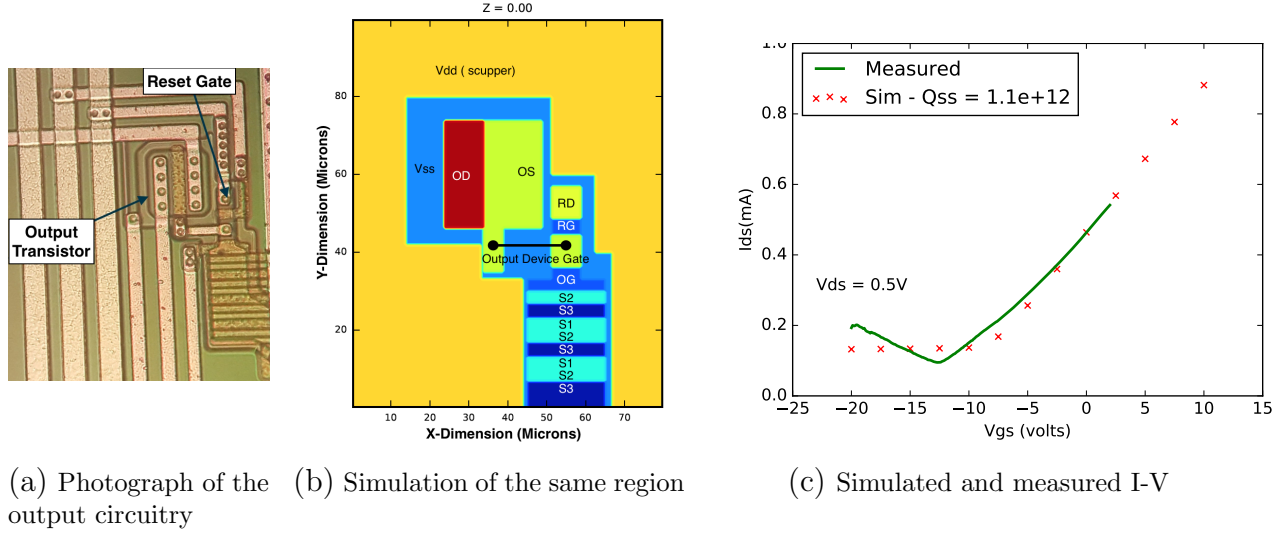 Reset Gate
Output
Transistor
Z = 0.00
Y-Dimension (Microns)
80
60
40
20
Vdd ( scupper)
Vss
OD
OS
RD
RG
Output Device Gate
OG
S2
S3
S1
S2
S3
S1
S2
S3
10 20 30 40 50 60 70
X-Dimension (Microns)
Ids(mA)
1.0
0.8
0.6
0.4
0.2
0.0
Measured
Sim - Qss = 1.1e+12
Vds = 0.5V
−25 −20 −15 −10 −5 0 5 10 15
Vgs (volts)
(a) Photograph of the
output circuitry
(b) Simulation of the same region
(c) Simulated and measured I-V